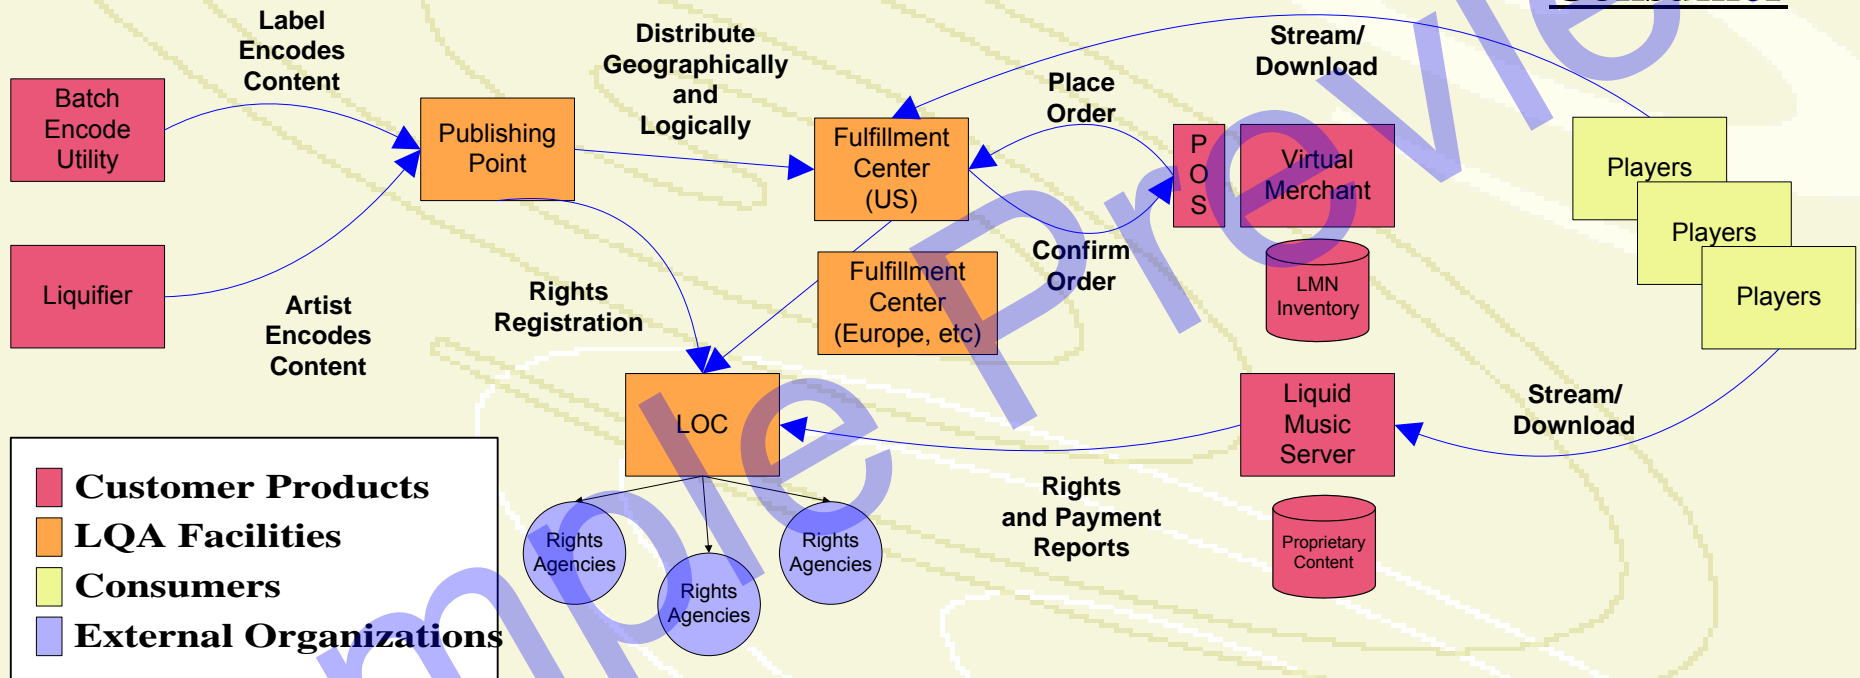 Label
Encodes
Content
Distribute
Geographically
and
Logically
Stream/
Download
Place
Order
Batch
Encode
Utility
Publishing
Point
Fulfillment
Center
(US)
P
O
S
Virtual
Merchant
Players
Players
Players
Confirm
Order
Fulfillment
Center
(Europe, etc)
LMN
Inventory
Liquifier
Artist
Encodes
Content
Rights
Registration
LOC
Liquid
Music
Server
Stream/
Download
Rights
and Payment
Reports
Proprietary
Content
Rights
Agencies
Rights
Agencies
Rights
Agencies
Customer Products
LQA Facilities
Consumers
External Organizations